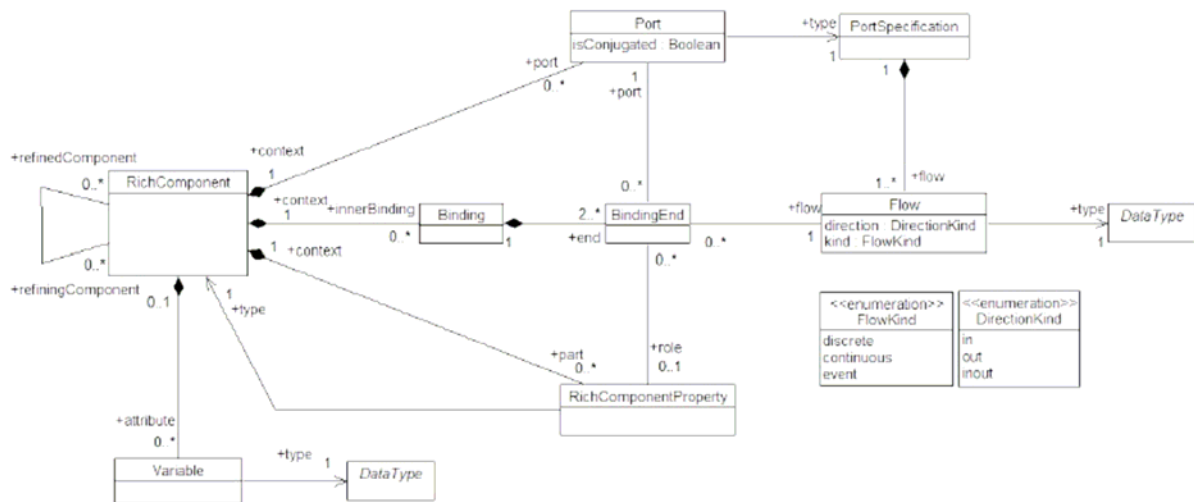 Port
isConjugated : Boolean
+type
1
PortSpecification
1
+port
0..*
1
+port
+refinedComponent
0..*
RichComponent
+context
1
+context
1
+innerBinding
0..*
Binding
1
2..*
+end
0..*
BindingEnd
0..*
0..*
+flow
1
1..*
+flow
Flow
direction : DirectionKind
kind : FlowKind
+type
1
DataType
0..*
+refiningComponent
0..1
1
+context
1
+type
<<enumeration>>
FlowKind
discrete
continuous
event
<<enumeration>>
DirectionKind
in
out
inout
+part
0..*
+role
0..1
RichComponentProperty
+attribute
0..*
Variable
+type
1
DataType